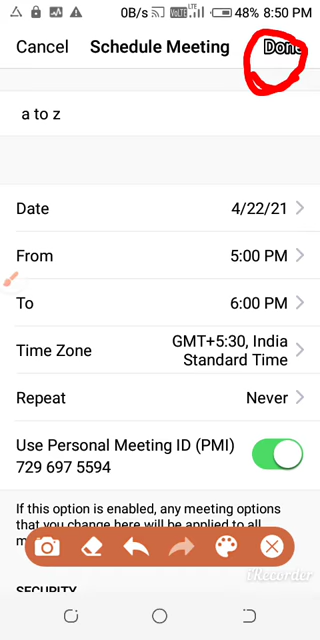 0B/s VoLTE 48% 8:50 PM
Cancel Schedule Meeting Done
a to z
Date 4/22/21
From 5:00 PM
To 6:00 PM
Time Zone GMT+5:30, India
Standard Time
Repeat Never
Use Personal Meeting ID (PMI)
729 697 5594
If this option is enabled, any meeting options
that you change here will be applied to all
m
SECURITY
iRecorder